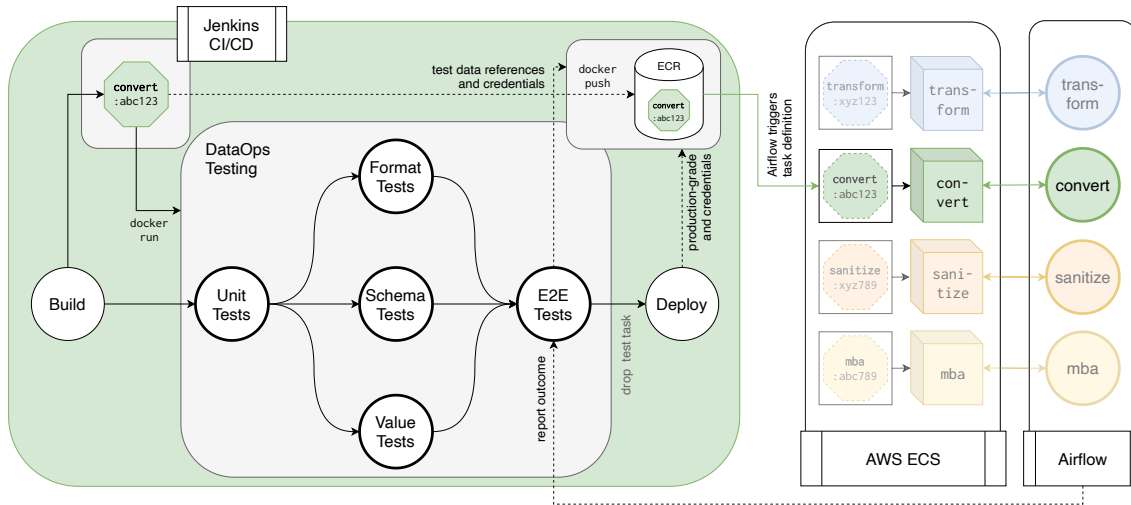 Jenkins
CI/CD
convert
:abc123
test data references
and credentials
docker
push
ECR
convert
:abc123
DataOps
Testing
docker
run
Format
Tests
Build
Unit
Tests
Schema
Tests
E2E
Tests
Deploy
Value
Tests
drop test task
report outcome
production-grade
and credentials
Airflow triggers
task definition
transform
:xyz123
trans-
form
trans-
form
convert
:abc123
con-
vert
convert
sanitize
:xyz789
sani-
tize
sanitize
mba
:abc789
mba
mba
AWS ECS
Airflow